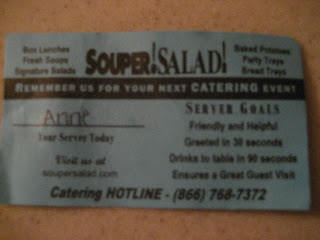 Box Lunches
Fresh Soups
Signature Salads
SOUPER!SALAD!
Baked Potatoes
Party Trays
Bread Trays
REMEMBER US FOR YOUR NEXT CATERING EVENT
Anne
Your Server Today
Visit us at
soupersalad.com
SERVER GOALS
Friendly and Helpful
Greeted in 30 seconds
Drinks to table in 90 seconds
Ensures a Great Guest Visit
Catering HOTLINE - (866) 768-7372